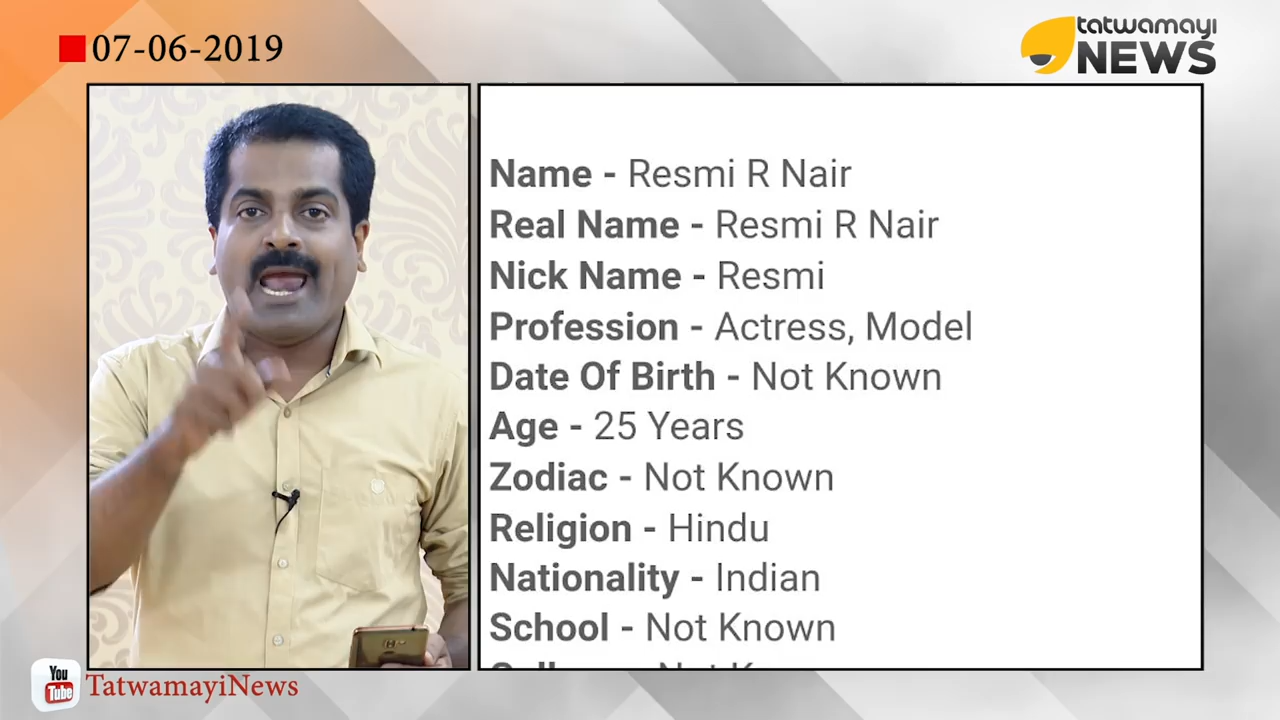 07-06-2019
tatwamayi
NEWS
Name - Resmi R Nair
Real Name - Resmi R Nair
Nick Name - Resmi
Profession - Actress, Model
Date Of Birth - Not Known
Age - 25 Years
Zodiac - Not Known
Religion - Hindu
Nationality - Indian
School - Not Known
You
Tube
TatwamayiNews